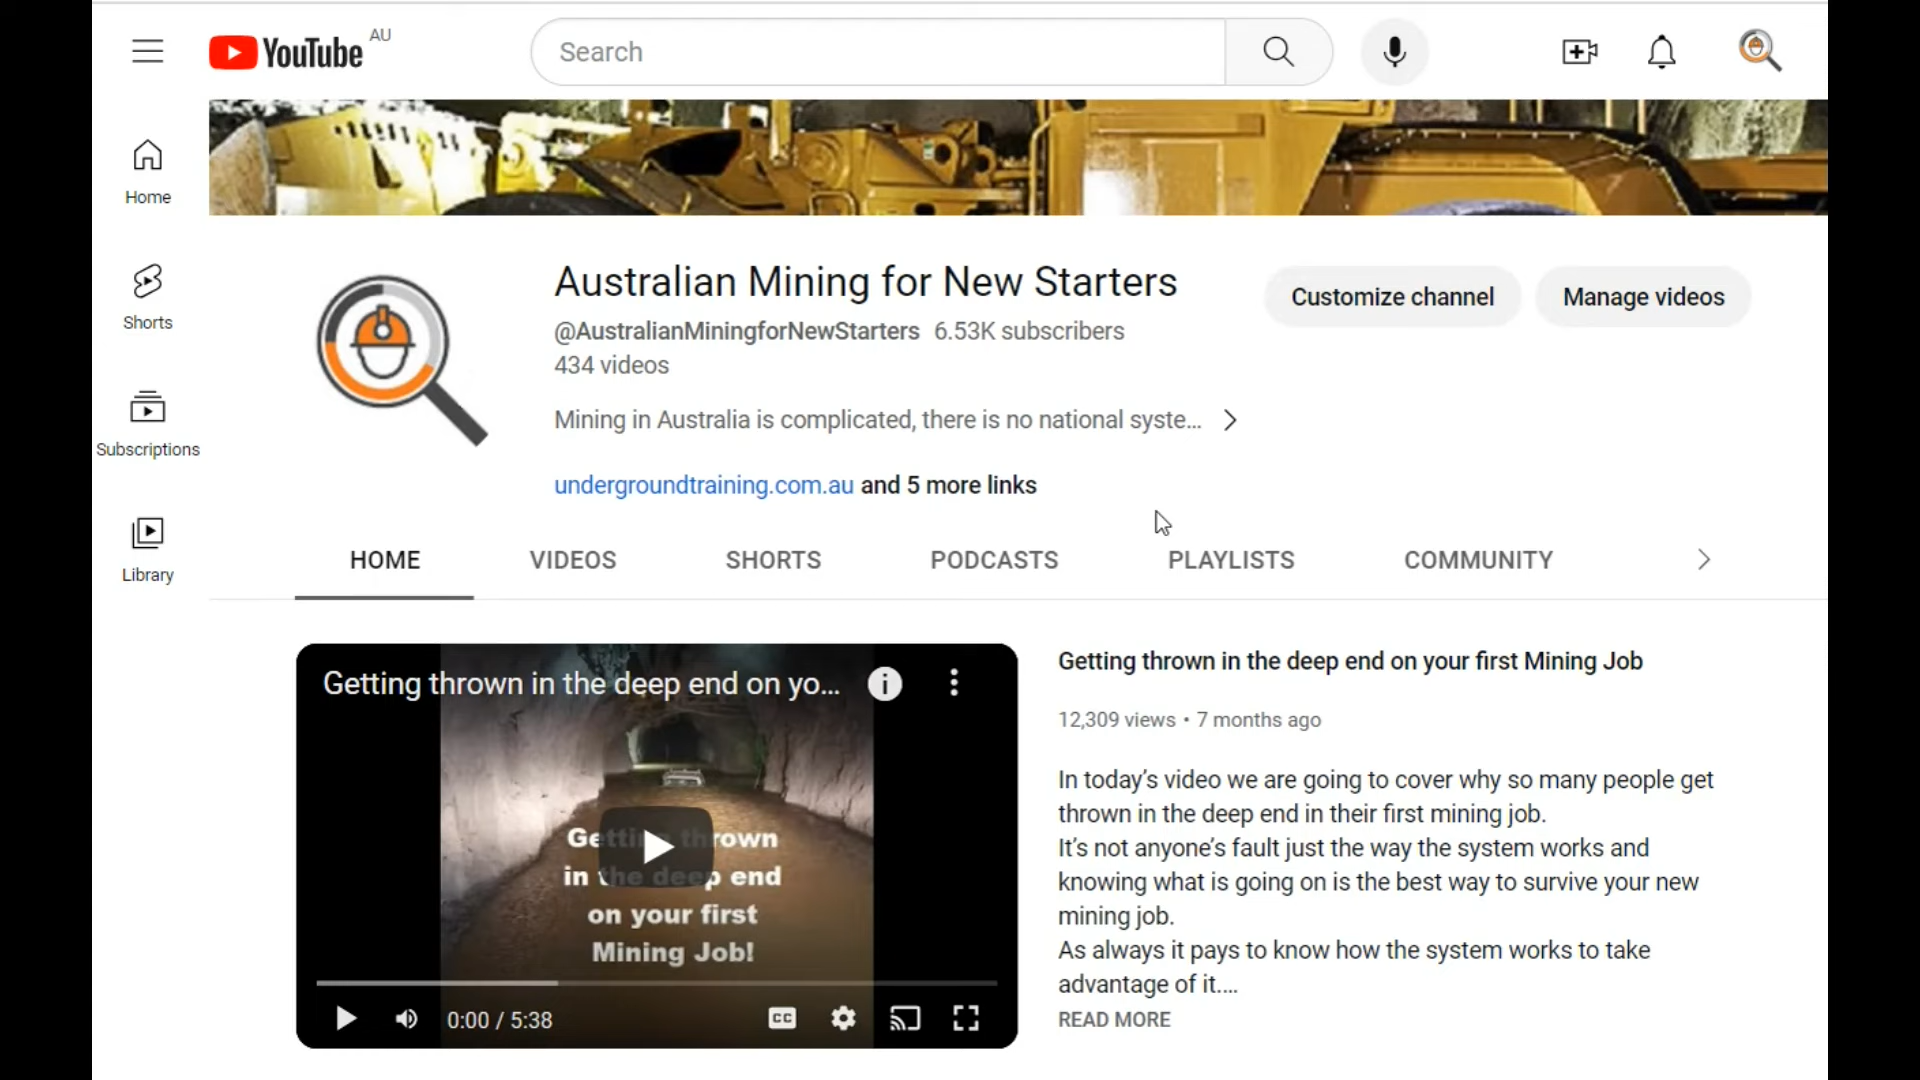 YouTube AU
Search
Home
Shorts
Subscriptions
Library
Australian Mining for New Starters
@AustralianMiningforNewStarters 6.53K subscribers
434 videos
Mining in Australia is complicated, there is no national syste...
undergroundtraining.com.au and 5 more links
Customize channel
Manage videos
HOME VIDEOS SHORTS PODCASTS PLAYLISTS COMMUNITY
Getting thrown in the deep end on yo...
Getting thrown
in the deep end
on your first
Mining Job!
0:00 / 5:38
CC
Getting thrown in the deep end on your first Mining Job
12,309 views • 7 months ago
In today's video we are going to cover why so many people get
thrown in the deep end in their first mining job.
It's not anyone's fault just the way the system works and
knowing what is going on is the best way to survive your new
mining job.
As always it pays to know how the system works to take
advantage of it....
READ MORE